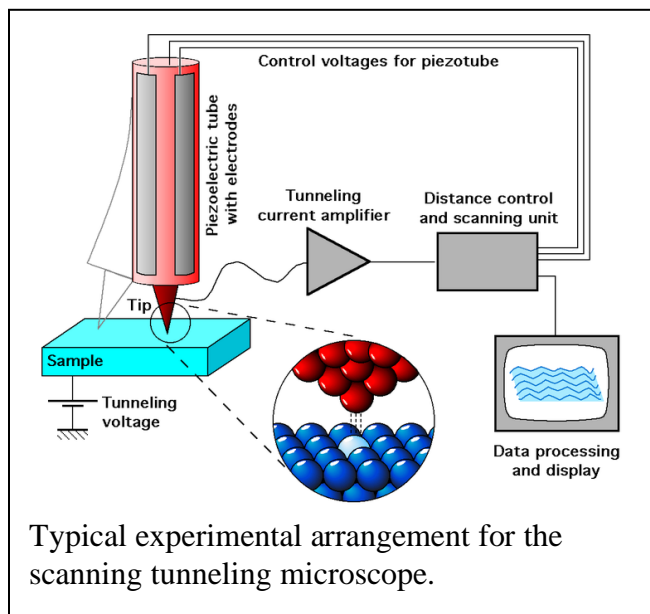 Control voltages for piezotube
Piezoelectric tube
with electrodes
Tunneling
current amplifier
Distance control
and scanning unit
Tip
Sample
Tunneling
voltage
Data processing
and display
Typical experimental arrangement for the
scanning tunneling microscope.